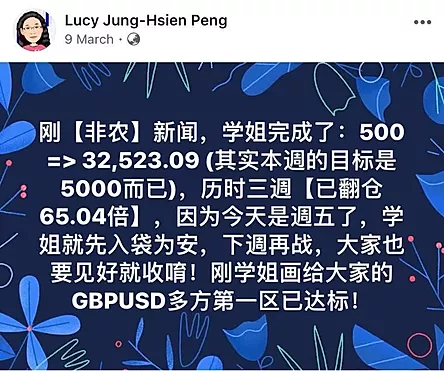 Lucy Jung-Hsien Peng
9 March ·
刚【非农】新闻，学姐完成了：500
=> 32,523.09 (其实本週的目标是
5000而已)，历时三週【已翻仓
65.04倍】，因为今天是週五了，学
姐就先入袋为安，下週再战，大家也
要见好就收唷！刚学姐画给大家的
GBPUSD多方第一区已达标！